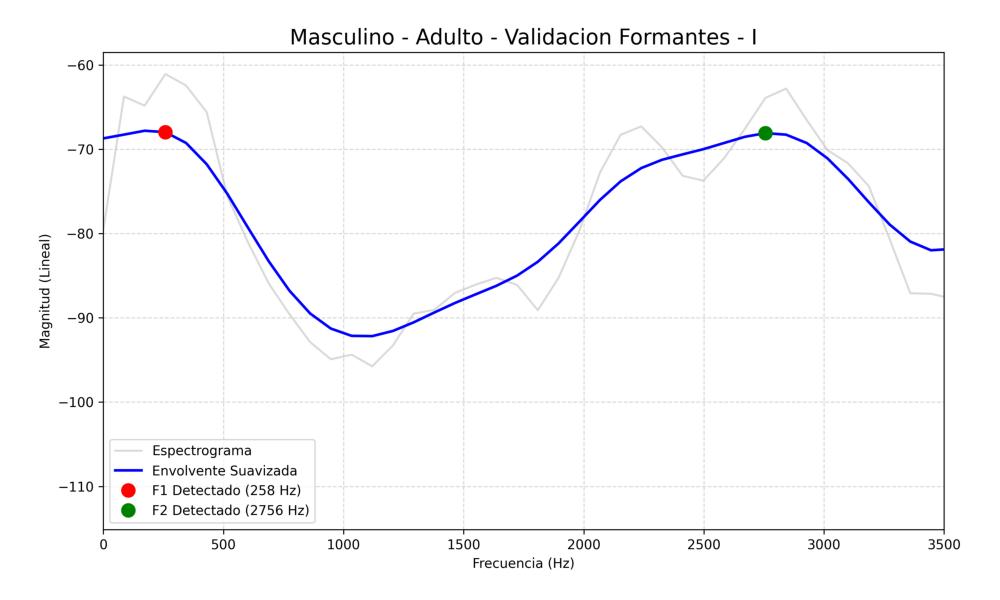 Masculino - Adulto - Validacion Formantes - I
Magnitud (Lineal)
−60
−70
−80
−90
−100
−110
Espectrograma
Envolvente Suavizada
F1 Detectado (258 Hz)
F2 Detectado (2756 Hz)
0 500 1000 1500 2000 2500 3000 3500
Frecuencia (Hz)